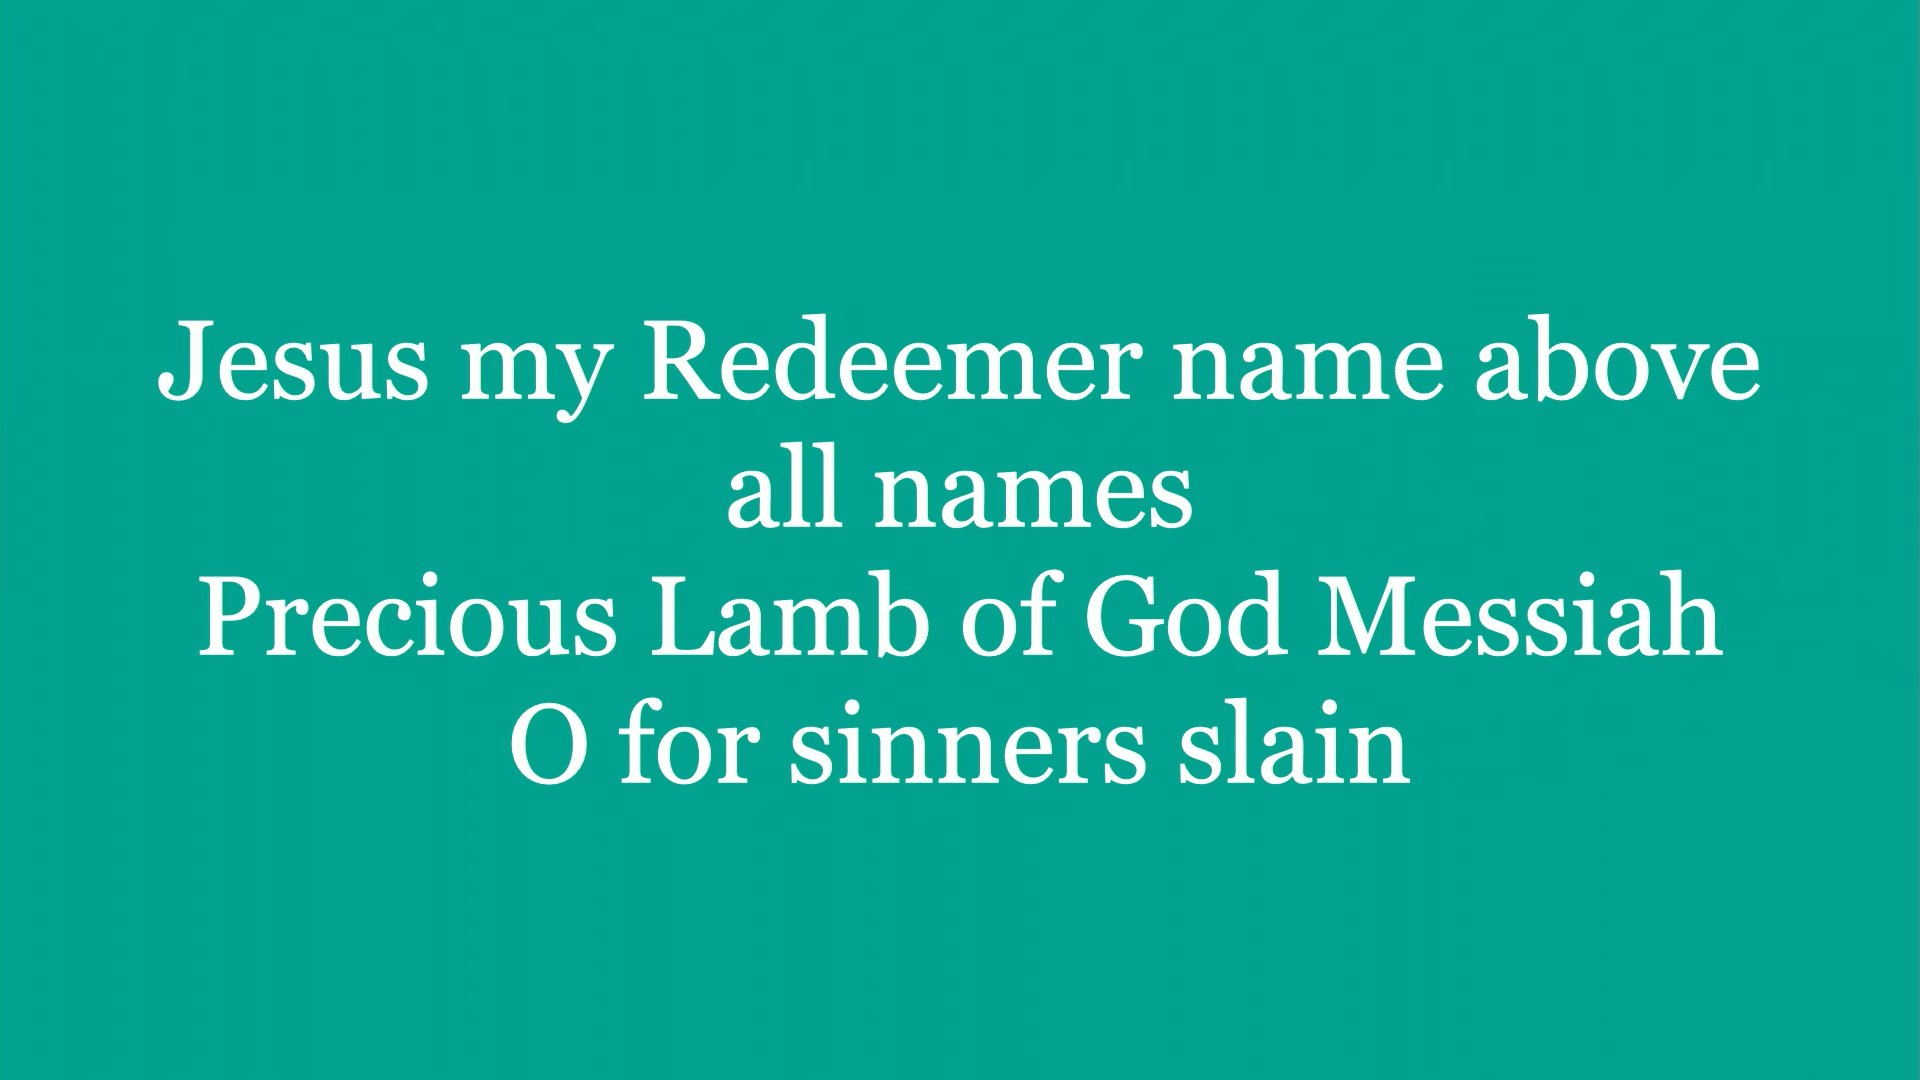 Jesus my Redeemer name above
all names
Precious Lamb of God Messiah
O for sinners slain